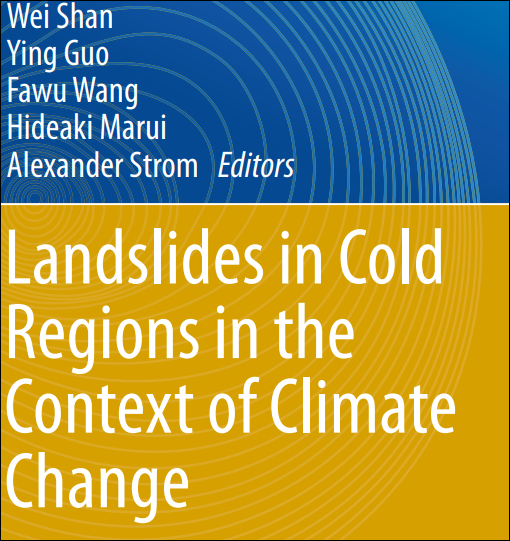 Wei Shan
Ying Guo
Fawu Wang
Hideaki Marui
Alexander Strom Editors
Landslides in Cold
Regions in the
Context of Climate
Change